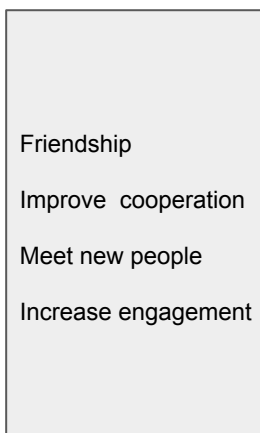 Friendship
Improve cooperation
Meet new people
Increase engagement